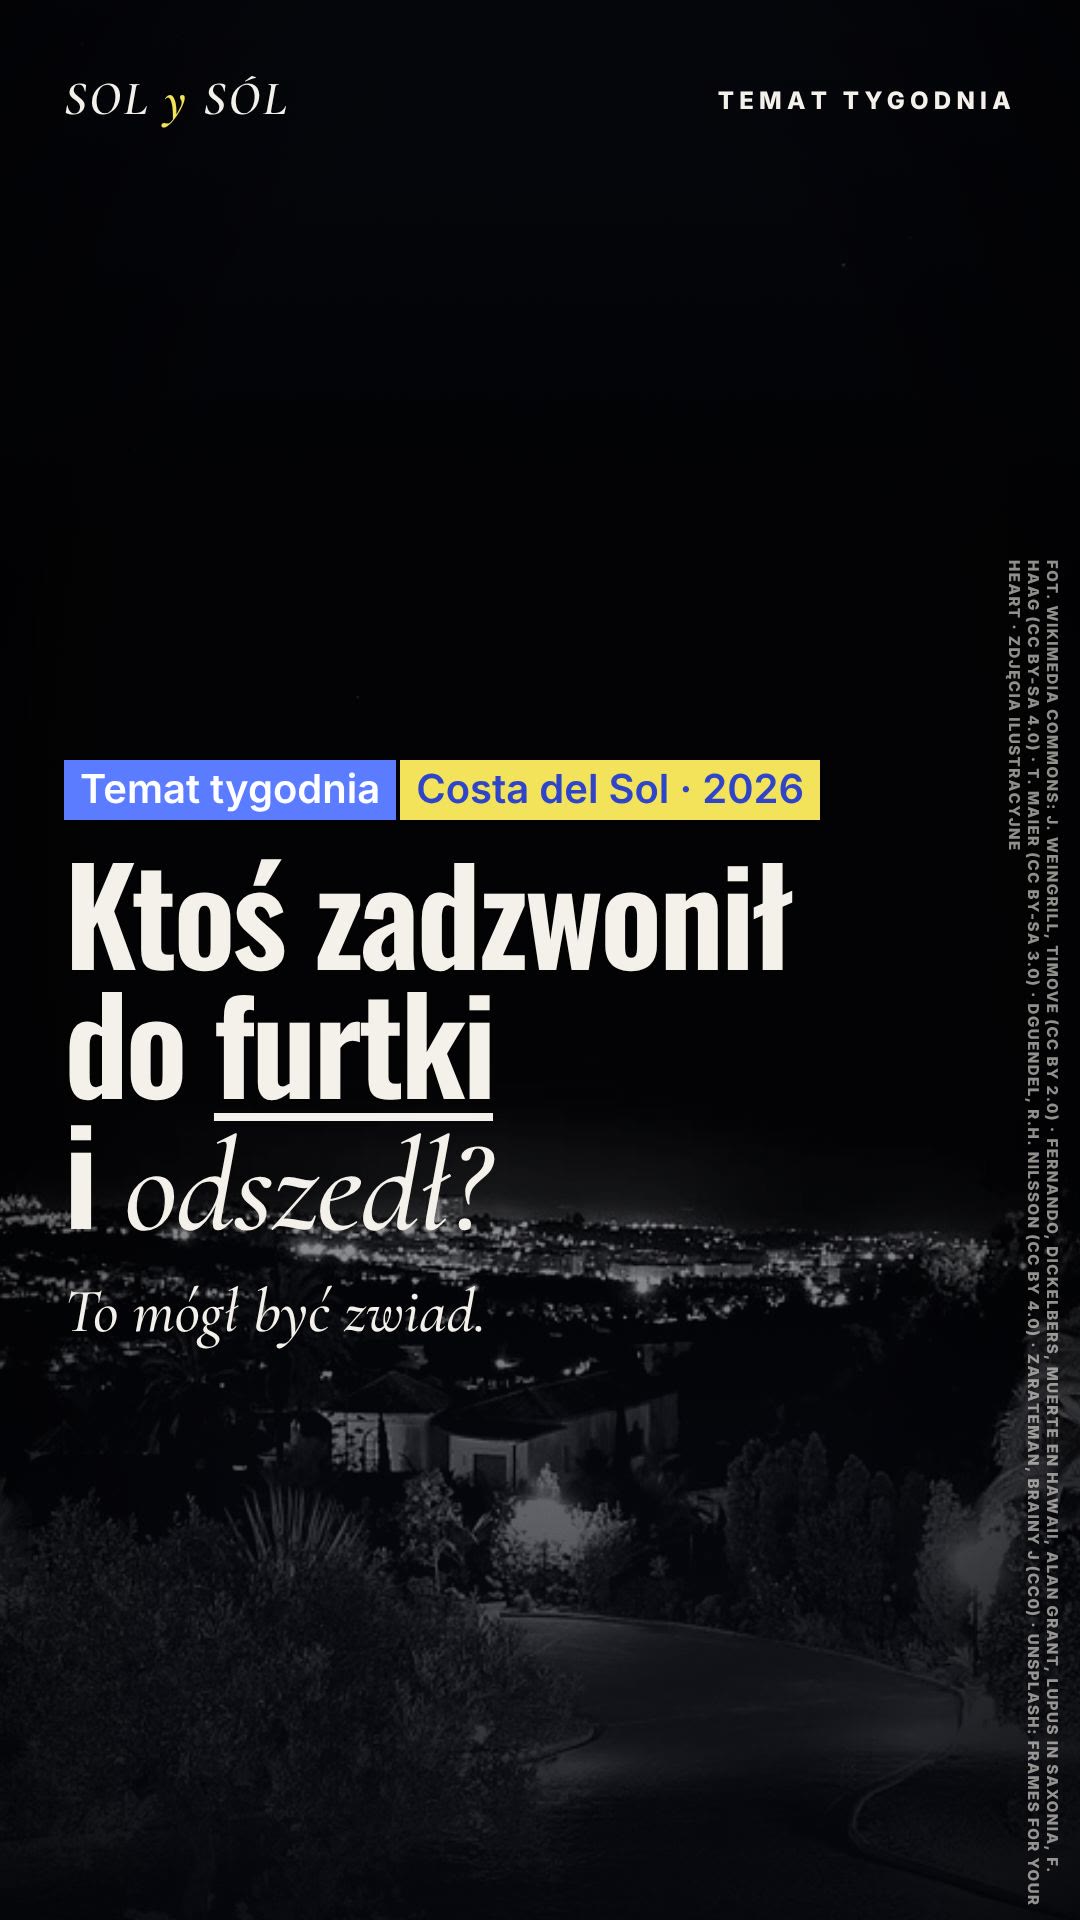 SOL y SÓL
TEMAT TYGODNIA
Temat tygodnia
Costa del Sol · 2026
Ktoś zadzwonił
do furtki
i odszedł?
To mógł być zwiad.
FOT. WIKIMEDIA COMMONS: J. WEINGRILL, TIMOVE (CC BY 2.0) · FERNANDO, DICKELBERS, MUERTE EN HAWAII, ALAN GRANT, LUPUS IN SAXONIA, F.
HAAG (CC BY-SA 4.0) · T. MAIER (CC BY-SA 3.0) · DGUENDEL, R.H. NILSSON (CC BY 4.0) · ZARATEMAN, BRAINY J (CC0) · UNSPLASH: FRAMES FOR YOUR
HEART · ZDJĘCIA ILUSTRACYJNE